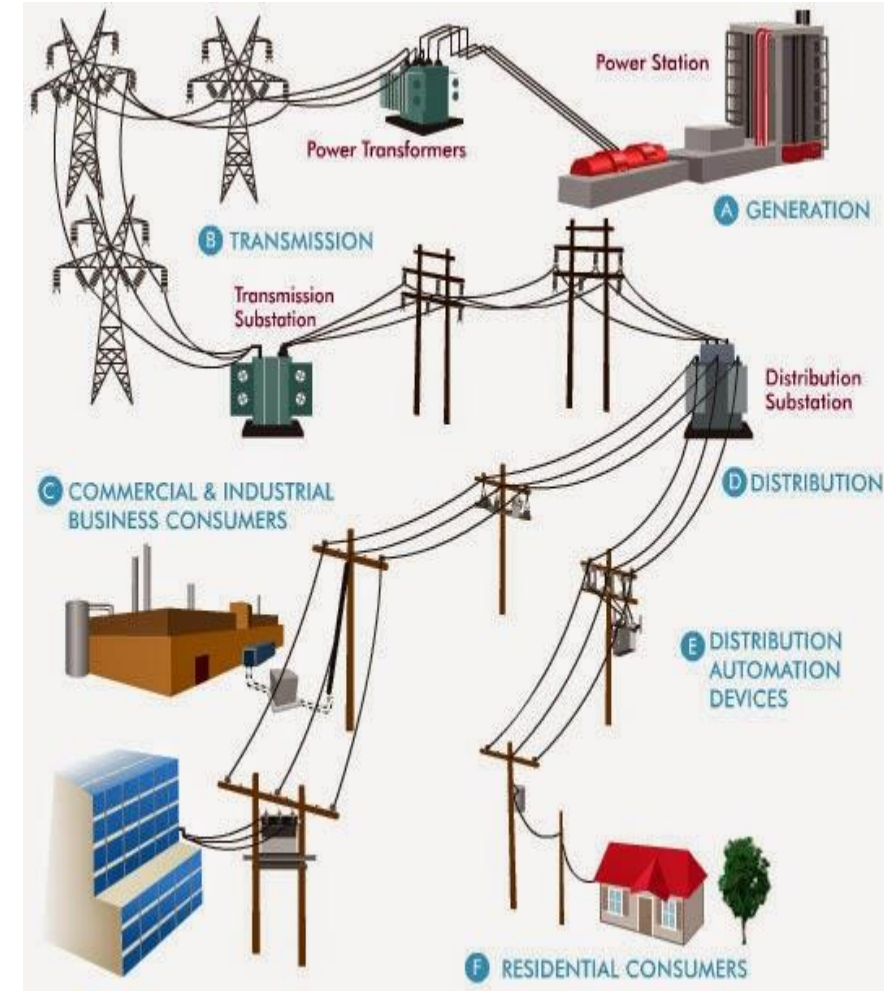 Power Station
Power Transformers
A GENERATION
B TRANSMISSION
Transmission
Substation
Distribution
Substation
C COMMERCIAL & INDUSTRIAL
BUSINESS CONSUMERS
D DISTRIBUTION
E DISTRIBUTION
AUTOMATION
DEVICES
F RESIDENTIAL CONSUMERS